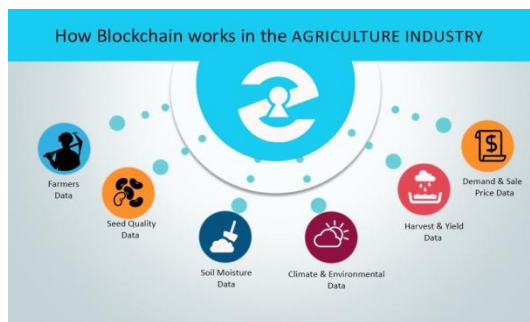 How Blockchain works in the AGRICULTURE INDUSTRY
Farmers
Data
Seed Quality
Data
Soil Moisture
Data
Climate & Environmental
Data
Harvest & Yield
Data
Demand & Sale
Price Data
$